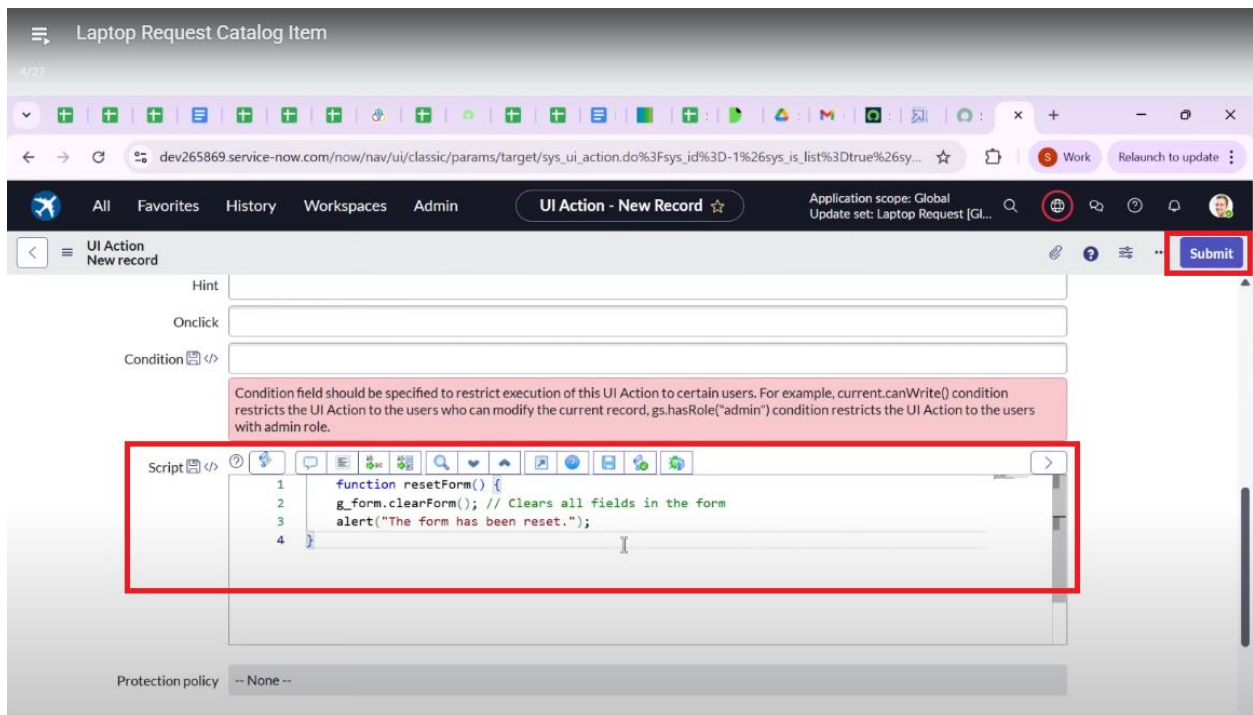 Laptop Request Catalog Item
4/27
dev265869.service-now.com/now/nav/ui/classic/params/target/sys_ui_action.do%3Fsys_id%3D-1%26sys_is_list%3Dtrue%26sy...
S Work
Relaunch to update
All Favorites History Workspaces Admin
UI Action - New Record
Application scope: Global
Update set: Laptop Request [Gl...
UI Action
New record
Submit
Hint
Onclick
Condition
Condition field should be specified to restrict execution of this UI Action to certain users. For example, current.canWrite() condition
restricts the UI Action to the users who can modify the current record, gs.hasRole("admin") condition restricts the UI Action to the users
with admin role.
Script
1 function resetForm() {
2 g_form.clearForm(); // Clears all fields in the form
3 alert("The form has been reset.");
4 }
Protection policy -- None --